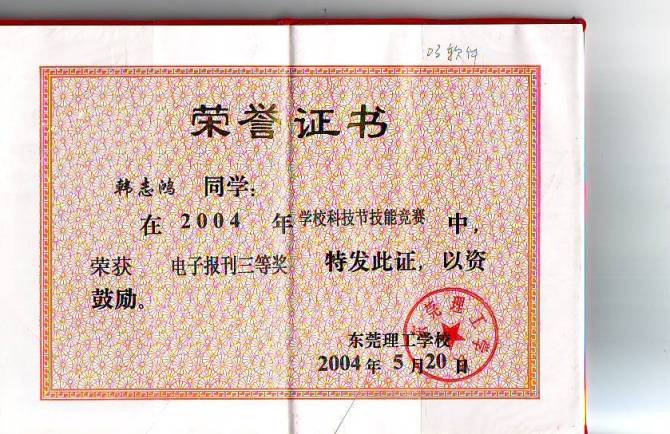 03软件
荣誉证书
韩志鸿 同学:
在 2004 年 学校科技节技能竞赛 中,
荣获 电子报刊三等奖 特发此证, 以资
鼓励。
东莞理工学校
2004 年 5 月 20 日
东莞理工学